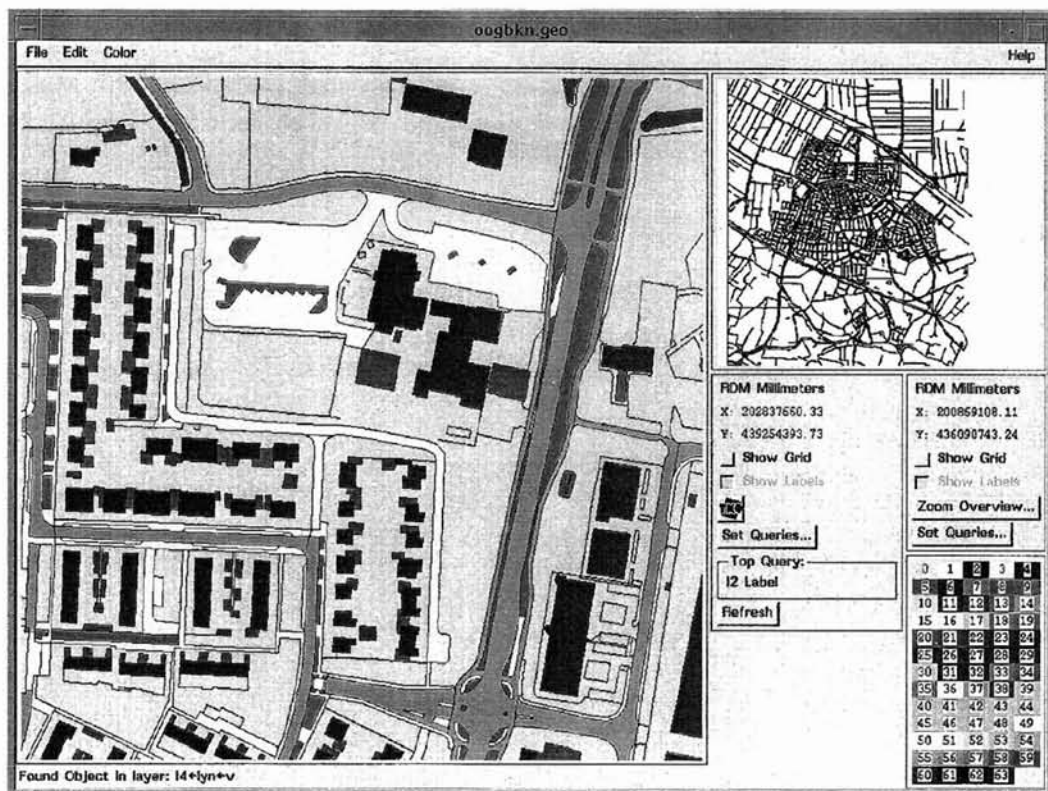 oogbkn.geo
File Edit Color Help
RDM Millimeters
X: 202837660.33
Y: 439254393.73
Show Grid
Show Labels
Set Queries...
Top Query:
l2 Label
Refresh
RDM Millimeters
X: 200869108.11
Y: 436090743.24
Show Grid
Show Labels
Zoom Overview...
Set Queries...
0 1 2 3 4
5 6 7 8 9
10 11 12 13 14
15 16 17 18 19
20 21 22 23 24
25 26 27 28 29
30 31 32 33 34
35 36 37 38 39
40 41 42 43 44
45 46 47 48 49
50 51 52 53 54
55 56 57 58 59
60 61 62 63
Found Object in layer: l4←lyn←v